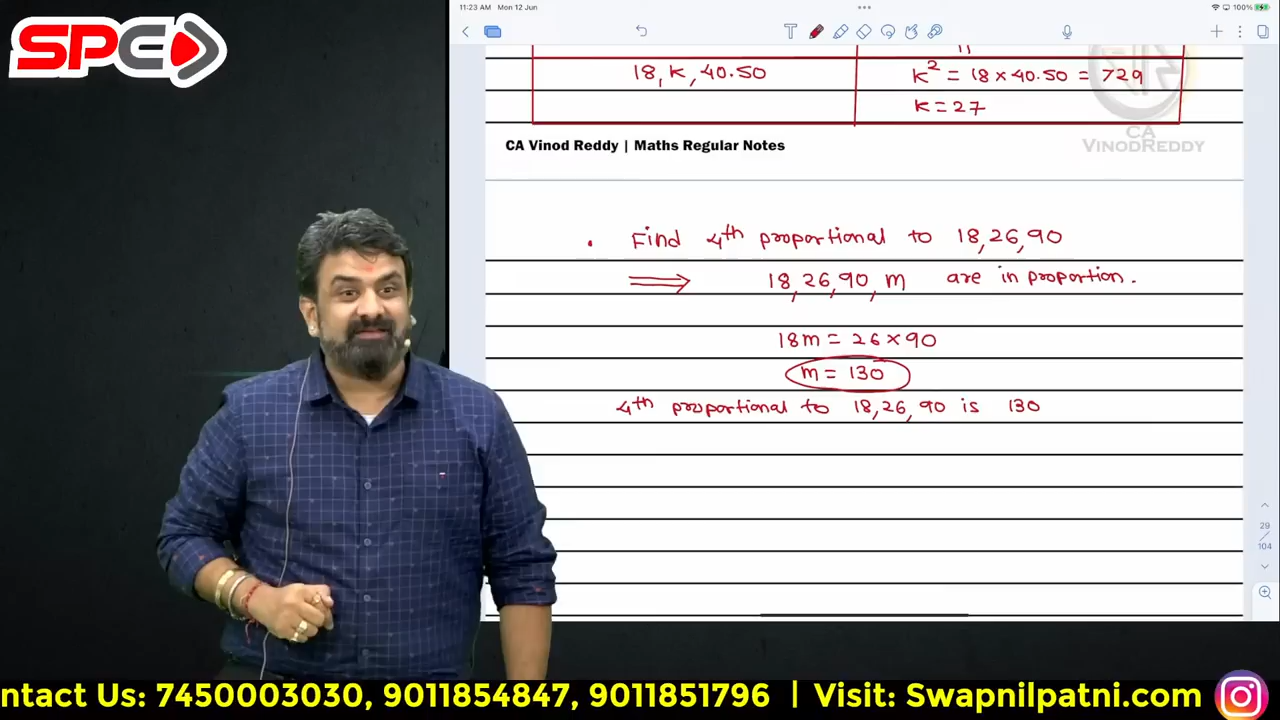 SPC
11:23 AM Mon 12 Jun
100%
18, K, 40.50
K² = 18 × 40.50 = 729
K = 27
CA Vinod Reddy | Maths Regular Notes
CA
VINODREDDY
. Find 4th proportional to 18, 26, 90
⟹ 18, 26, 90, m are in proportion.
18m = 26 × 90
m = 130
4th proportional to 18, 26, 90 is 130
29
/
104
ntact Us: 7450003030, 9011854847, 9011851796 | Visit: Swapnilpatni.com